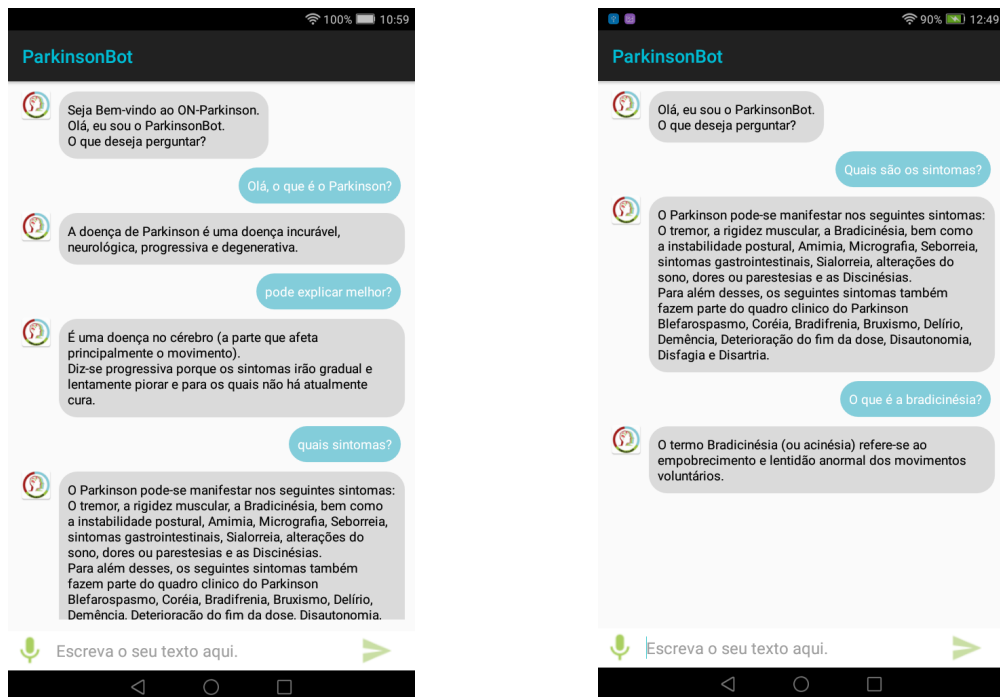 100% 10:59
ParkinsonBot
Seja Bem-vindo ao ON-Parkinson.
Olá, eu sou o ParkinsonBot.
O que deseja perguntar?
Olá, o que é o Parkinson?
A doença de Parkinson é uma doença incurável,
neurológica, progressiva e degenerativa.
pode explicar melhor?
É uma doença no cérebro (a parte que afeta
principalmente o movimento).
Diz-se progressiva porque os sintomas irão gradual e
lentamente piorar e para os quais não há atualmente
cura.
quais sintomas?
O Parkinson pode-se manifestar nos seguintes sintomas:
O tremor, a rigidez muscular, a Bradicinésia, bem como
a instabilidade postural, Amimia, Micrografia, Seborreia,
sintomas gastrointestinais, Sialorreia, alterações do
sono, dores ou parestesias e as Discinésias.
Para além desses, os seguintes sintomas também
fazem parte do quadro clinico do Parkinson
Blefarospasmo, Coréia, Bradifrenia, Bruxismo, Delírio,
Demência, Deterioração do fim da dose, Disautonomia,
Escreva o seu texto aqui.
90% 12:49
ParkinsonBot
Olá, eu sou o ParkinsonBot.
O que deseja perguntar?
Quais são os sintomas?
O Parkinson pode-se manifestar nos seguintes sintomas:
O tremor, a rigidez muscular, a Bradicinésia, bem como
a instabilidade postural, Amimia, Micrografia, Seborreia,
sintomas gastrointestinais, Sialorreia, alterações do
sono, dores ou parestesias e as Discinésias.
Para além desses, os seguintes sintomas também
fazem parte do quadro clinico do Parkinson
Blefarospasmo, Coréia, Bradifrenia, Bruxismo, Delírio,
Demência, Deterioração do fim da dose, Disautonomia,
Disfagia e Disartria.
O que é a bradicinésia?
O termo Bradicinésia (ou acinésia) refere-se ao
empobrecimento e lentidão anormal dos movimentos
voluntários.
Escreva o seu texto aqui.